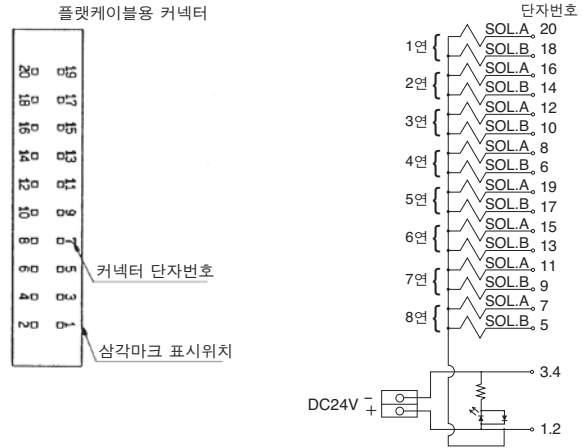 플랫케이블용 커넥터
20 19
18 17
16 15
14 13
12 11
10 9
8 7
6 5
4 3
2 1
커넥터 단자번호
삼각마크 표시위치
단자번호
1연 { SOL.A 20
SOL.B 18
2연 { SOL.A 16
SOL.B 14
3연 { SOL.A 12
SOL.B 10
4연 { SOL.A 8
SOL.B 6
5연 { SOL.A 19
SOL.B 17
6연 { SOL.A 15
SOL.B 13
7연 { SOL.A 11
SOL.B 9
8연 { SOL.A 7
SOL.B 5
3.4
DC24V - +
1.2